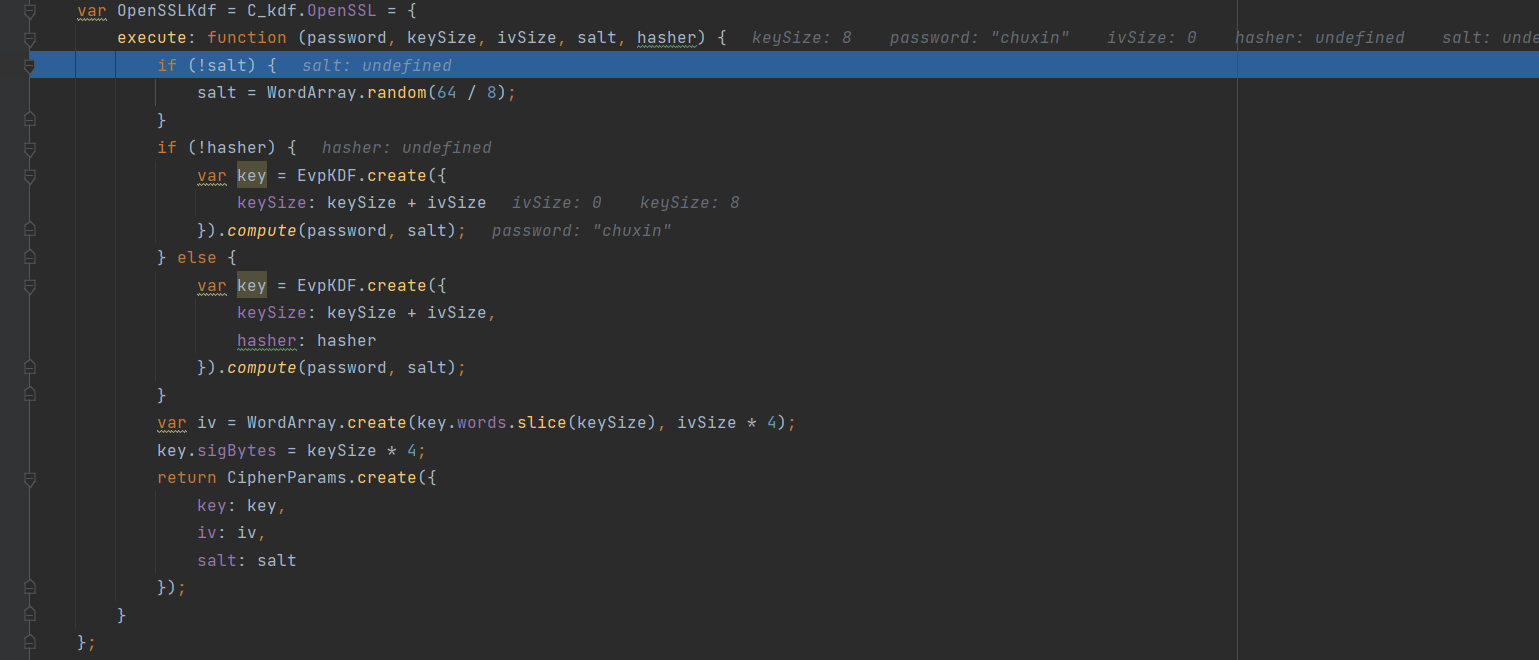 var OpenSSLKdf = C_kdf.OpenSSL = {
execute: function (password, keySize, ivSize, salt, hasher) { keySize: 8 password: "chuxin" ivSize: 0 hasher: undefined salt: unde
if (!salt) { salt: undefined
salt = WordArray.random(64 / 8);
}
if (!hasher) { hasher: undefined
var key = EvpKDF.create({
keySize: keySize + ivSize ivSize: 0 keySize: 8
}).compute(password, salt); password: "chuxin"
} else {
var key = EvpKDF.create({
keySize: keySize + ivSize,
hasher: hasher
}).compute(password, salt);
}
var iv = WordArray.create(key.words.slice(keySize), ivSize * 4);
key.sigBytes = keySize * 4;
return CipherParams.create({
key: key,
iv: iv,
salt: salt
});
}
};